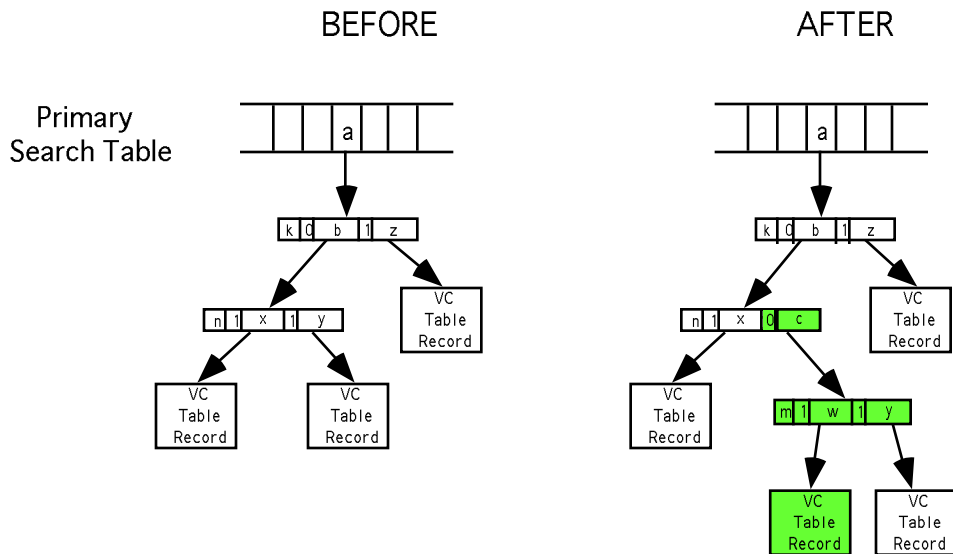 BEFORE
AFTER
Primary
Search Table
a
a
k 0 b 1 z
k 0 b 1 z
VC
Table
Record
VC
Table
Record
n 1 x 1 y
n 1 x 0 c
VC
Table
Record
VC
Table
Record
VC
Table
Record
m 1 w 1 y
VC
Table
Record
VC
Table
Record